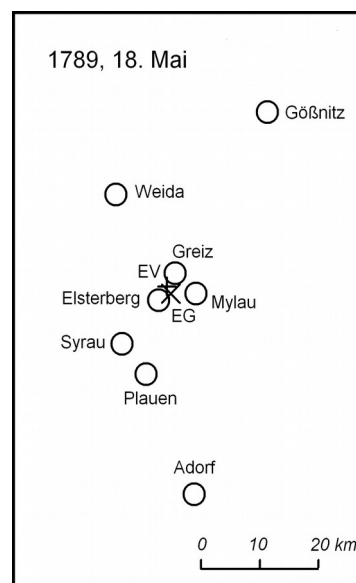 1789, 18. Mai
Gößnitz
Weida
Greiz
EV
Elsterberg
EG
Mylau
Syrau
Plauen
Adorf
0 10 20 km